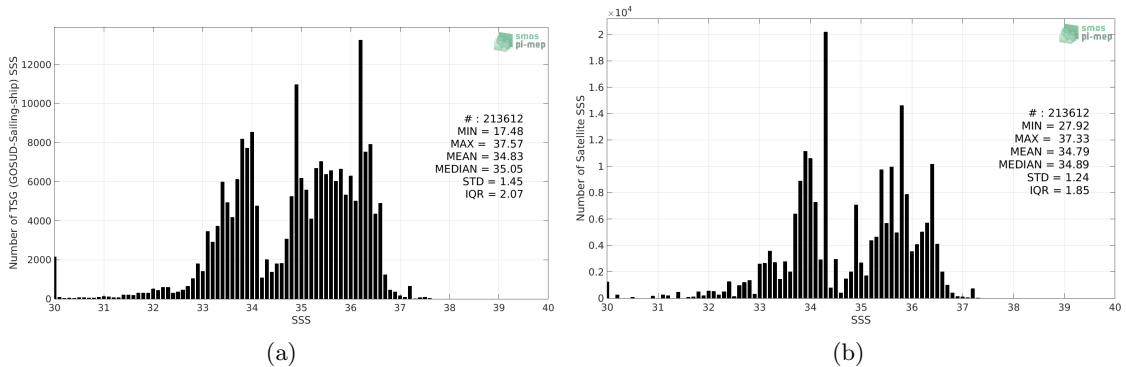 smos
pi-mep
Number of TSG (GOSUD-Sailing-ship) SSS
12000
10000
8000
6000
4000
2000
0
# : 213612
MIN = 17.48
MAX = 37.57
MEAN = 34.83
MEDIAN = 35.05
STD = 1.45
IQR = 2.07
30 31 32 33 34 35 36 37 38 39 40
SSS
(a)
×10⁴
smos
pi-mep
Number of Satellite SSS
2
1.8
1.6
1.4
1.2
1
0.8
0.6
0.4
0.2
0
# : 213612
MIN = 27.92
MAX = 37.33
MEAN = 34.79
MEDIAN = 34.89
STD = 1.24
IQR = 1.85
30 31 32 33 34 35 36 37 38 39 40
SSS
(b)